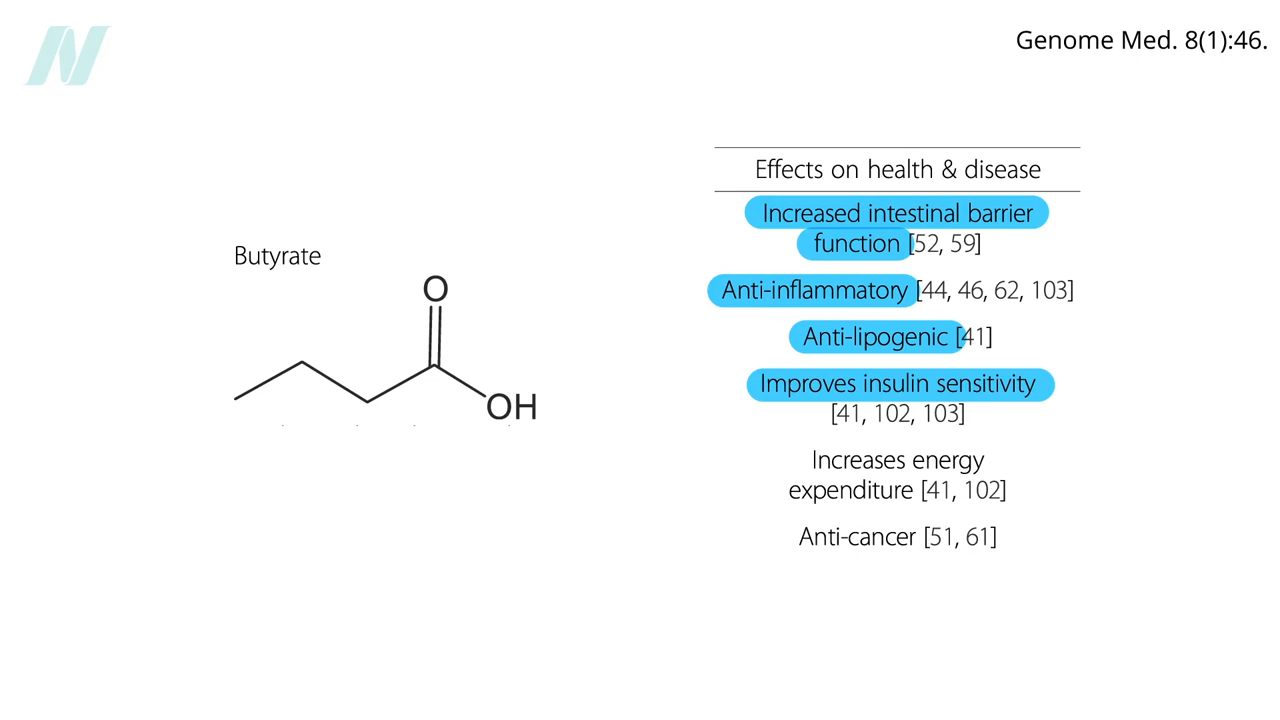 Genome Med. 8(1):46.
Butyrate
O
OH
Effects on health & disease
Increased intestinal barrier
function [52, 59]
Anti-inflammatory [44, 46, 62, 103]
Anti-lipogenic [41]
Improves insulin sensitivity
[41, 102, 103]
Increases energy
expenditure [41, 102]
Anti-cancer [51, 61]